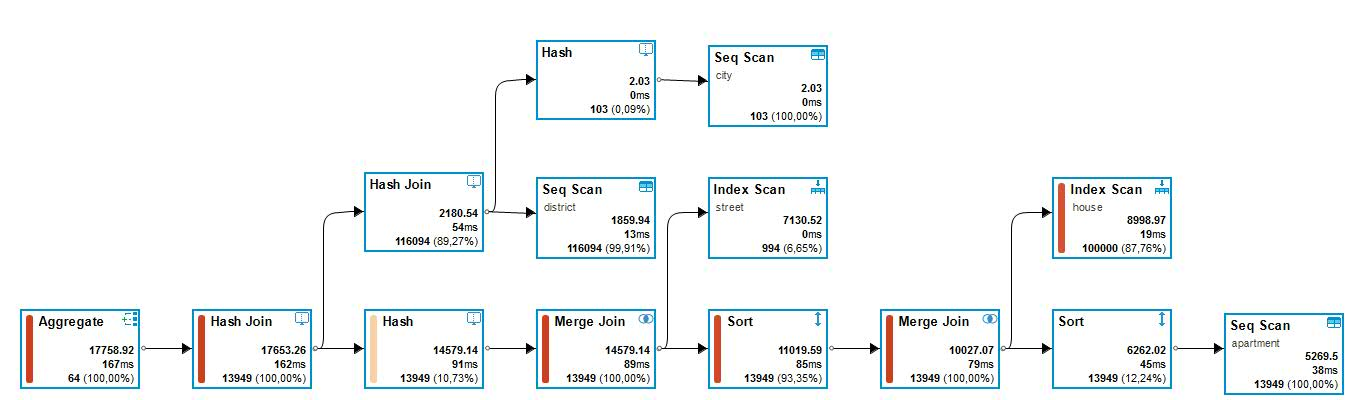 Hash
2.03
0ms
103 (0,09%)
Seq Scan
city
2.03
0ms
103 (100,00%)
Hash Join
2180.54
54ms
116094 (89,27%)
Seq Scan
district
1859.94
13ms
116094 (99,91%)
Index Scan
street
7130.52
0ms
994 (6,65%)
Index Scan
house
8998.97
19ms
100000 (87,76%)
Aggregate
17758.92
167ms
64 (100,00%)
Hash Join
17653.26
162ms
13949 (100,00%)
Hash
14579.14
91ms
13949 (10,73%)
Merge Join
14579.14
89ms
13949 (100,00%)
Sort
11019.59
85ms
13949 (93,35%)
Merge Join
10027.07
79ms
13949 (100,00%)
Sort
6262.02
45ms
13949 (12,24%)
Seq Scan
apartment
5269.5
38ms
13949 (100,00%)